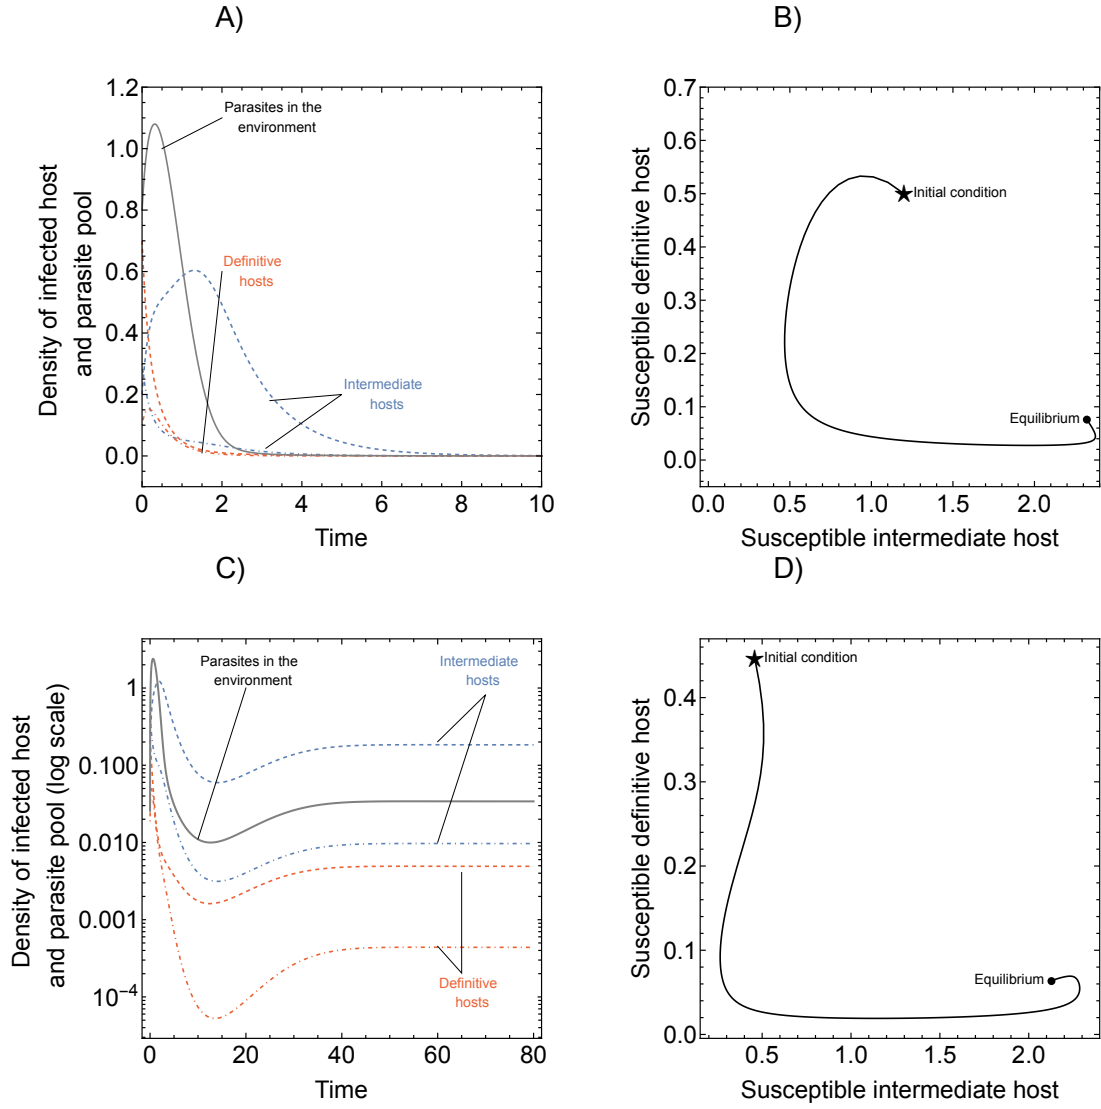 A)
B)
1.2
1.0
0.8
0.6
0.4
0.2
0.0
0
2
4
6
8
10
Time
Density of infected host
and parasite pool
Parasites in the
environment
Definitive
hosts
Intermediate
hosts
0.7
0.6
0.5
0.4
0.3
0.2
0.1
0.0
0.0
0.5
1.0
1.5
2.0
Susceptible intermediate host
Susceptible definitive host
Initial condition
Equilibrium
C)
D)
1
0.100
0.010
0.001
10⁻⁴
0
20
40
60
80
Time
Density of infected host
and parasite pool (log scale)
Parasites in the
environment
Intermediate
hosts
Definitive
hosts
0.4
0.3
0.2
0.1
0.0
0.5
1.0
1.5
2.0
Susceptible intermediate host
Susceptible definitive host
Initial condition
Equilibrium